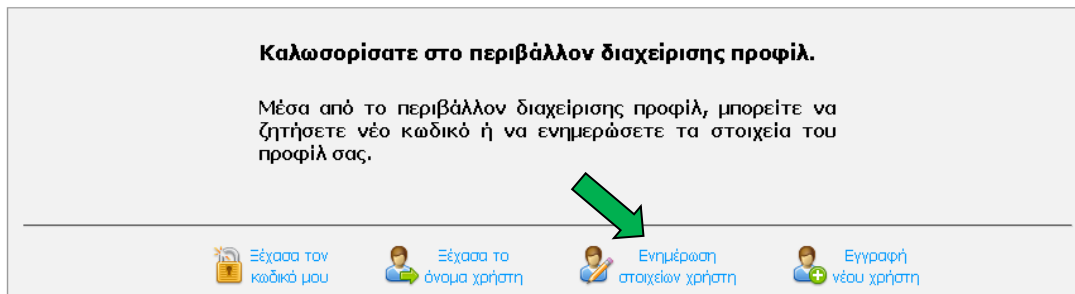 Καλωσορίσατε στο περιβάλλον διαχείρισης προφίλ.
Μέσα από το περιβάλλον διαχείρισης προφίλ, μπορείτε να
ζητήσετε νέο κωδικό ή να ενημερώσετε τα στοιχεία του
προφίλ σας.
Ξέχασα τον
κωδικό μου
Ξέχασα το
όνομα χρήστη
Ενημέρωση
στοιχείων χρήστη
Εγγραφή
νέου χρήστη